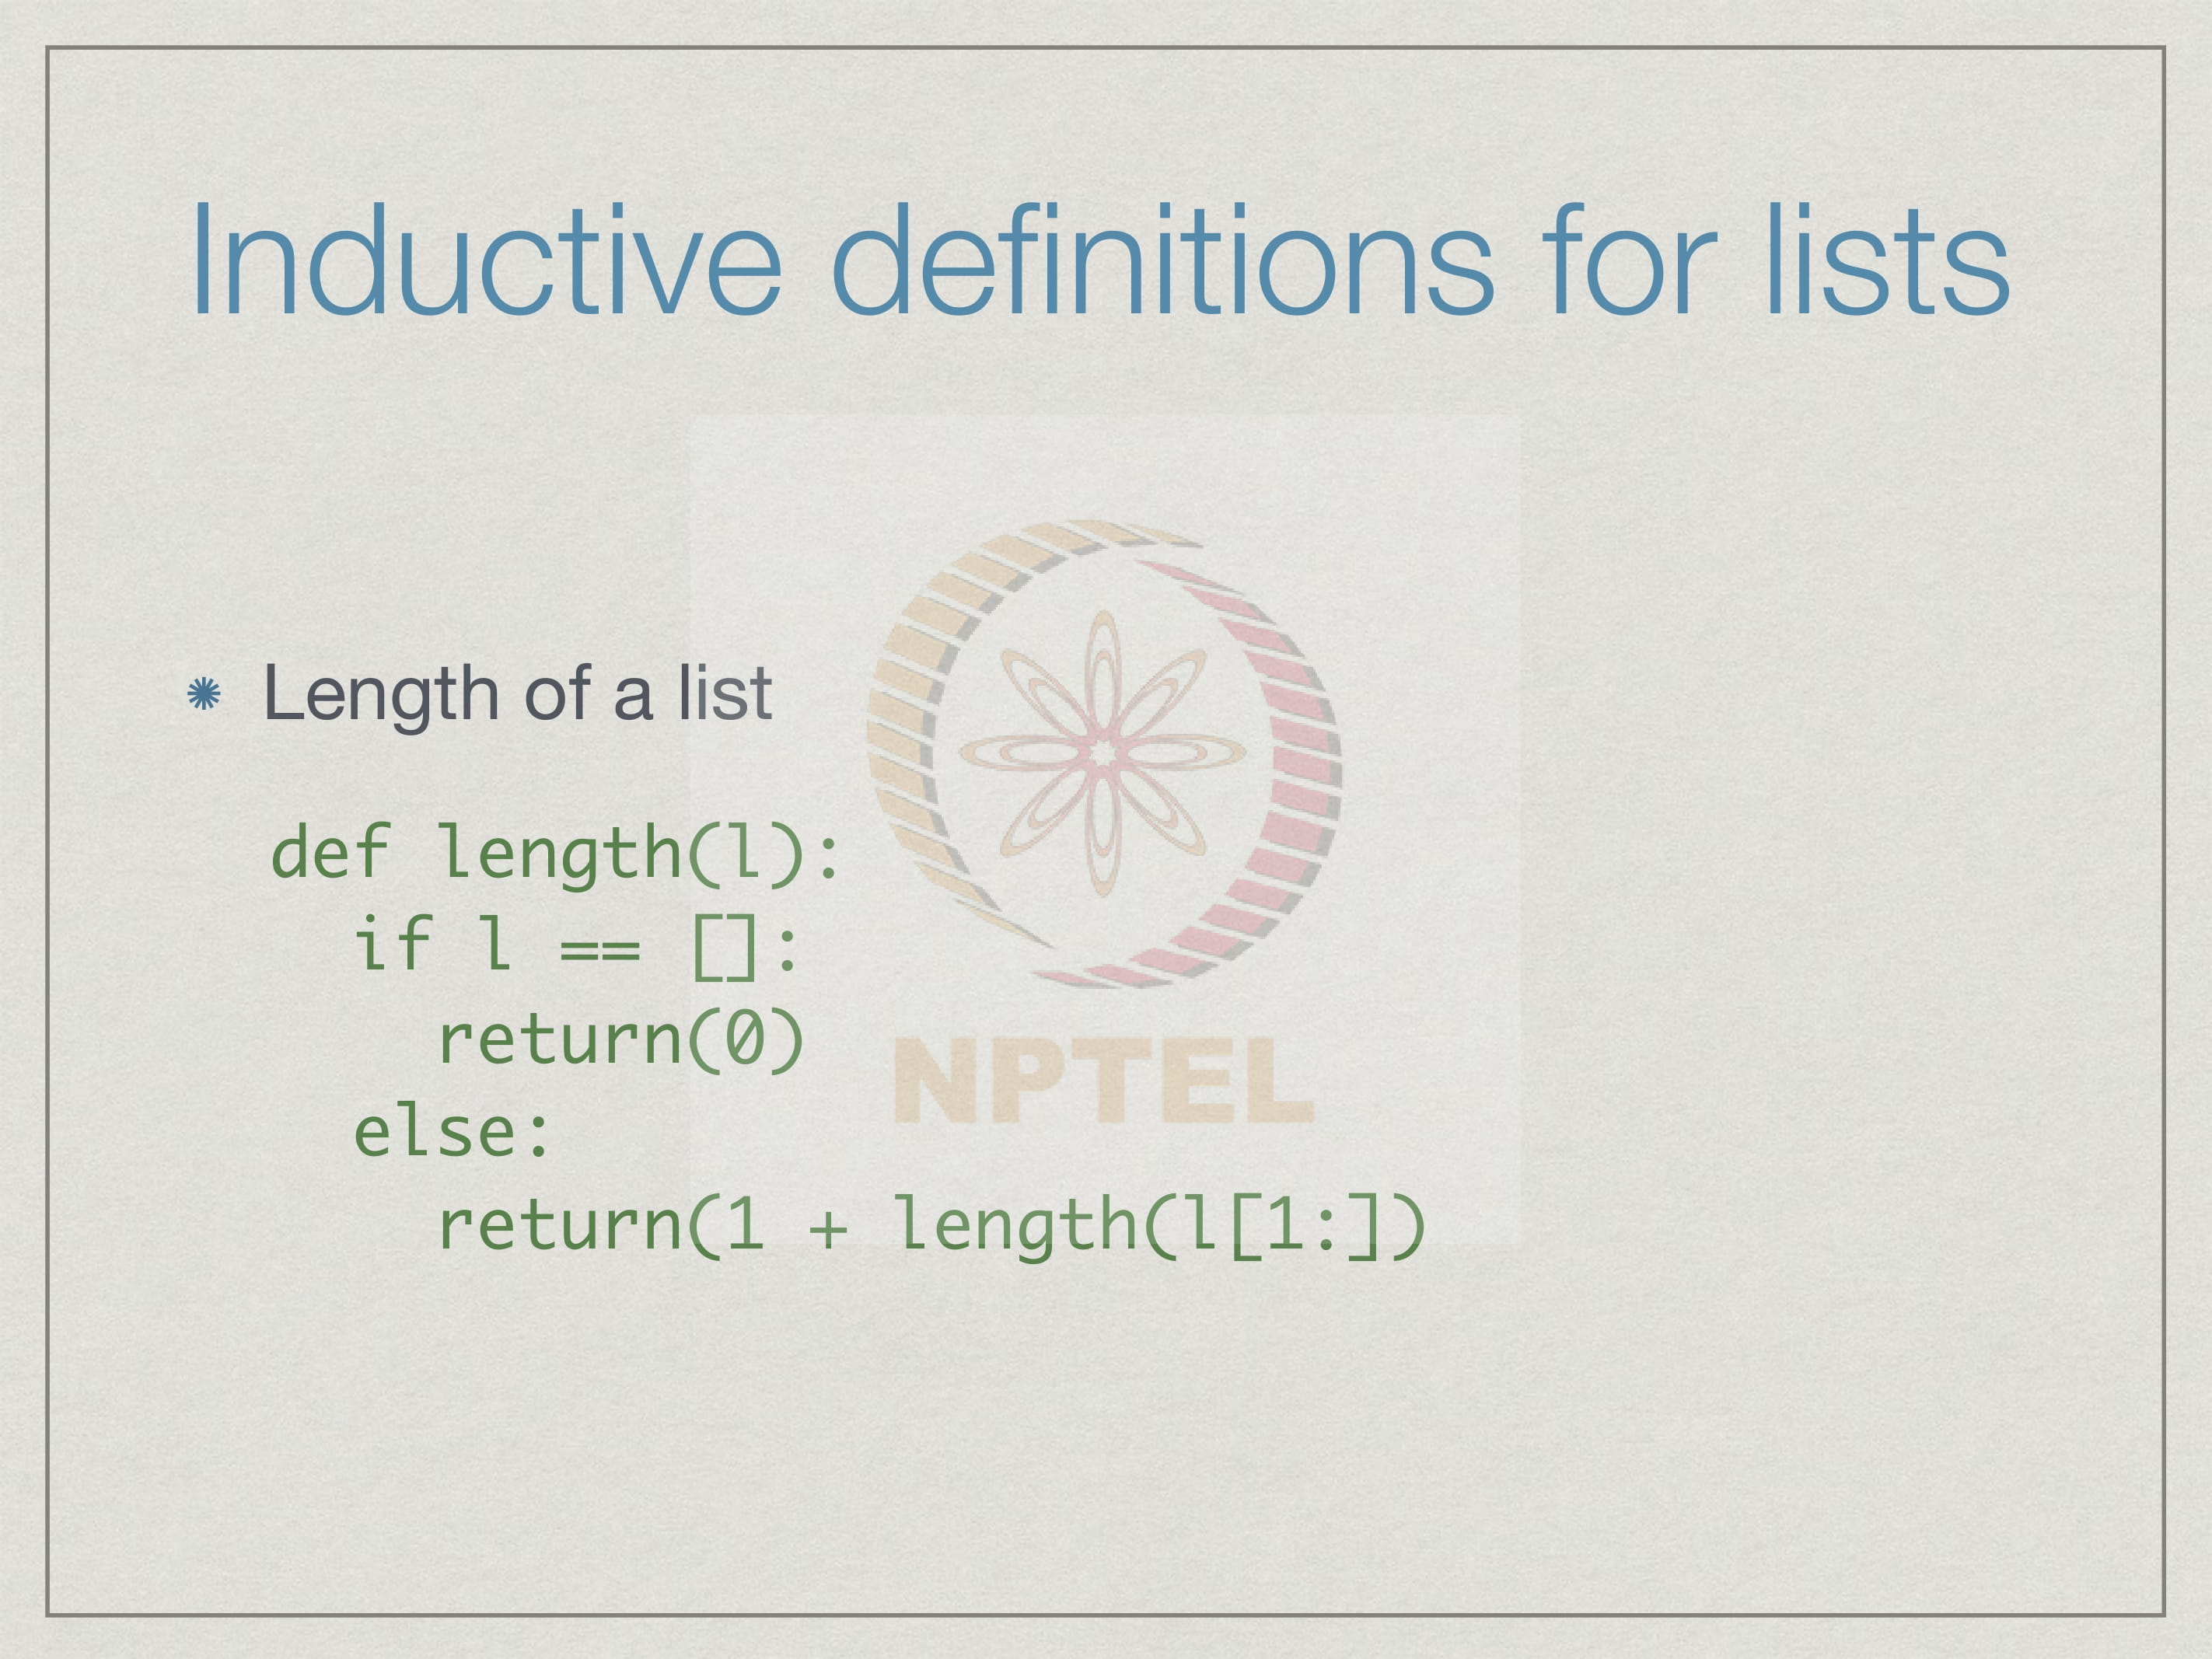 Inductive definitions for lists
Length of a list
def length(l):
  if l == []:
    return(0)
  else:
    return(1 + length(l[1:])
NPTEL